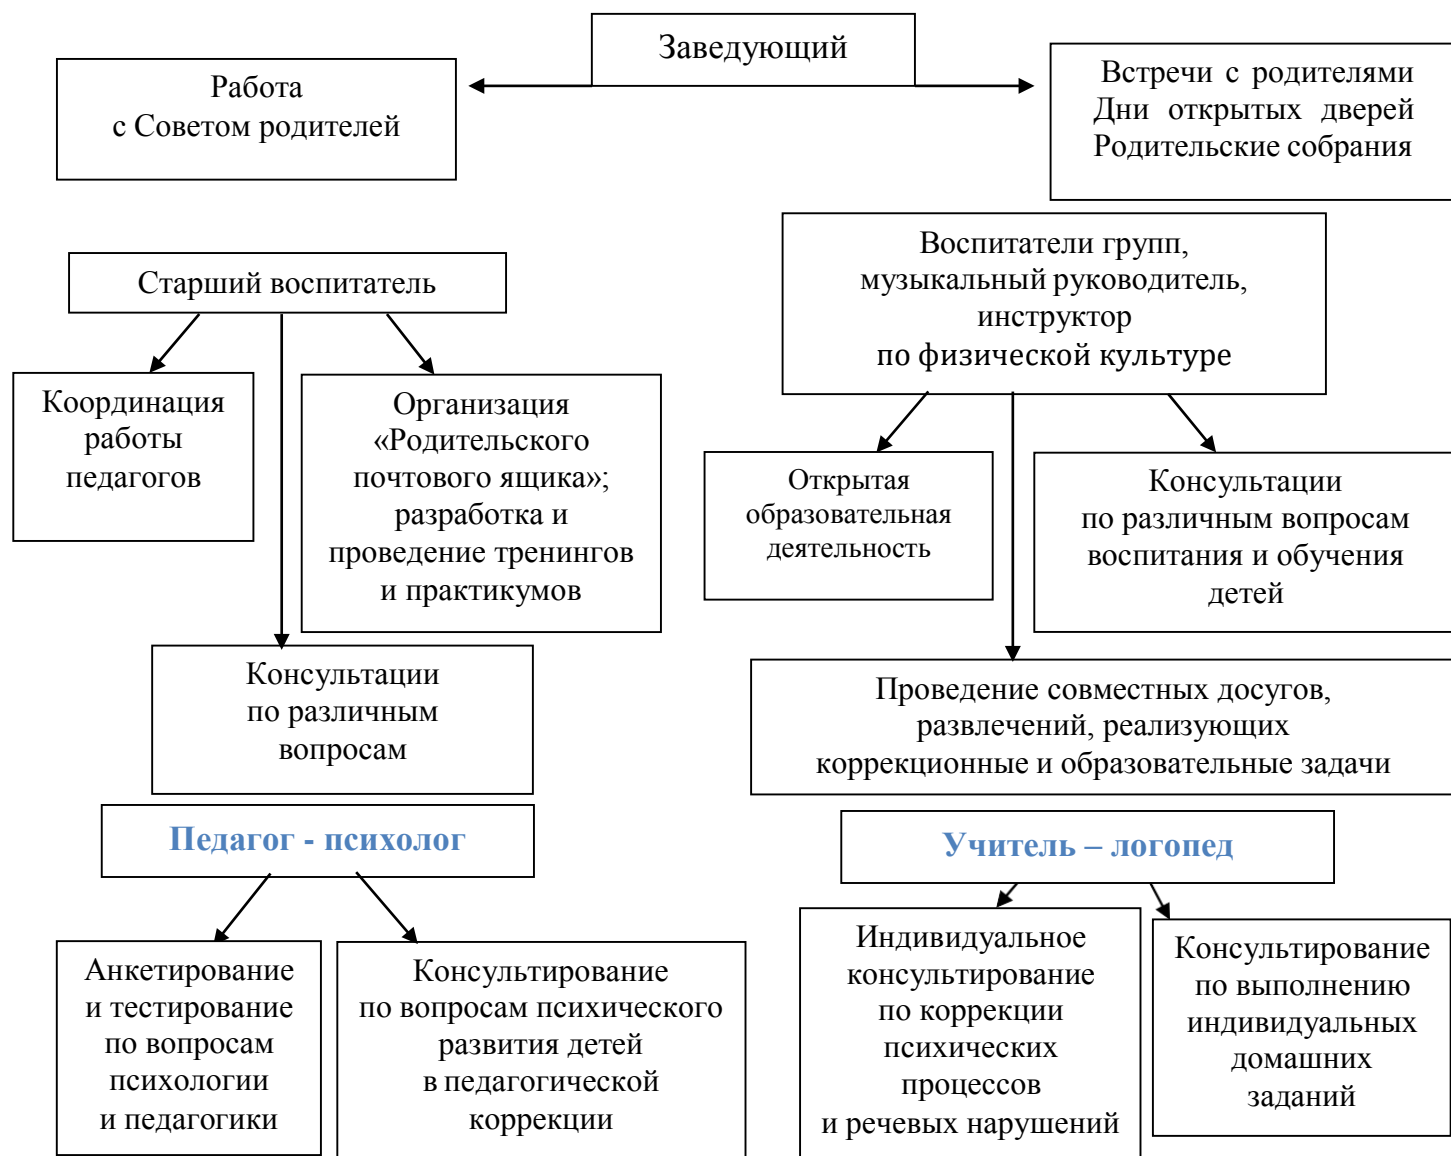 Заведующий
Работа
с Советом родителей
Встречи с родителями
Дни открытых дверей
Родительские собрания
Старший воспитатель
Воспитатели групп,
музыкальный руководитель,
инструктор
по физической культуре
Координация
работы
педагогов
Организация
«Родительского
почтового ящика»;
разработка и
проведение тренингов
и практикумов
Открытая
образовательная
деятельность
Консультации
по различным вопросам
воспитания и обучения
детей
Консультации
по различным
вопросам
Проведение совместных досугов,
развлечений, реализующих
коррекционные и образовательные задачи
Педагог - психолог
Учитель – логопед
Анкетирование
и тестирование
по вопросам
психологии
и педагогики
Консультирование
по вопросам психического
развития детей
в педагогической
коррекции
Индивидуальное
консультирование
по коррекции
психических
процессов
и речевых нарушений
Консультирование
по выполнению
индивидуальных
домашних
заданий